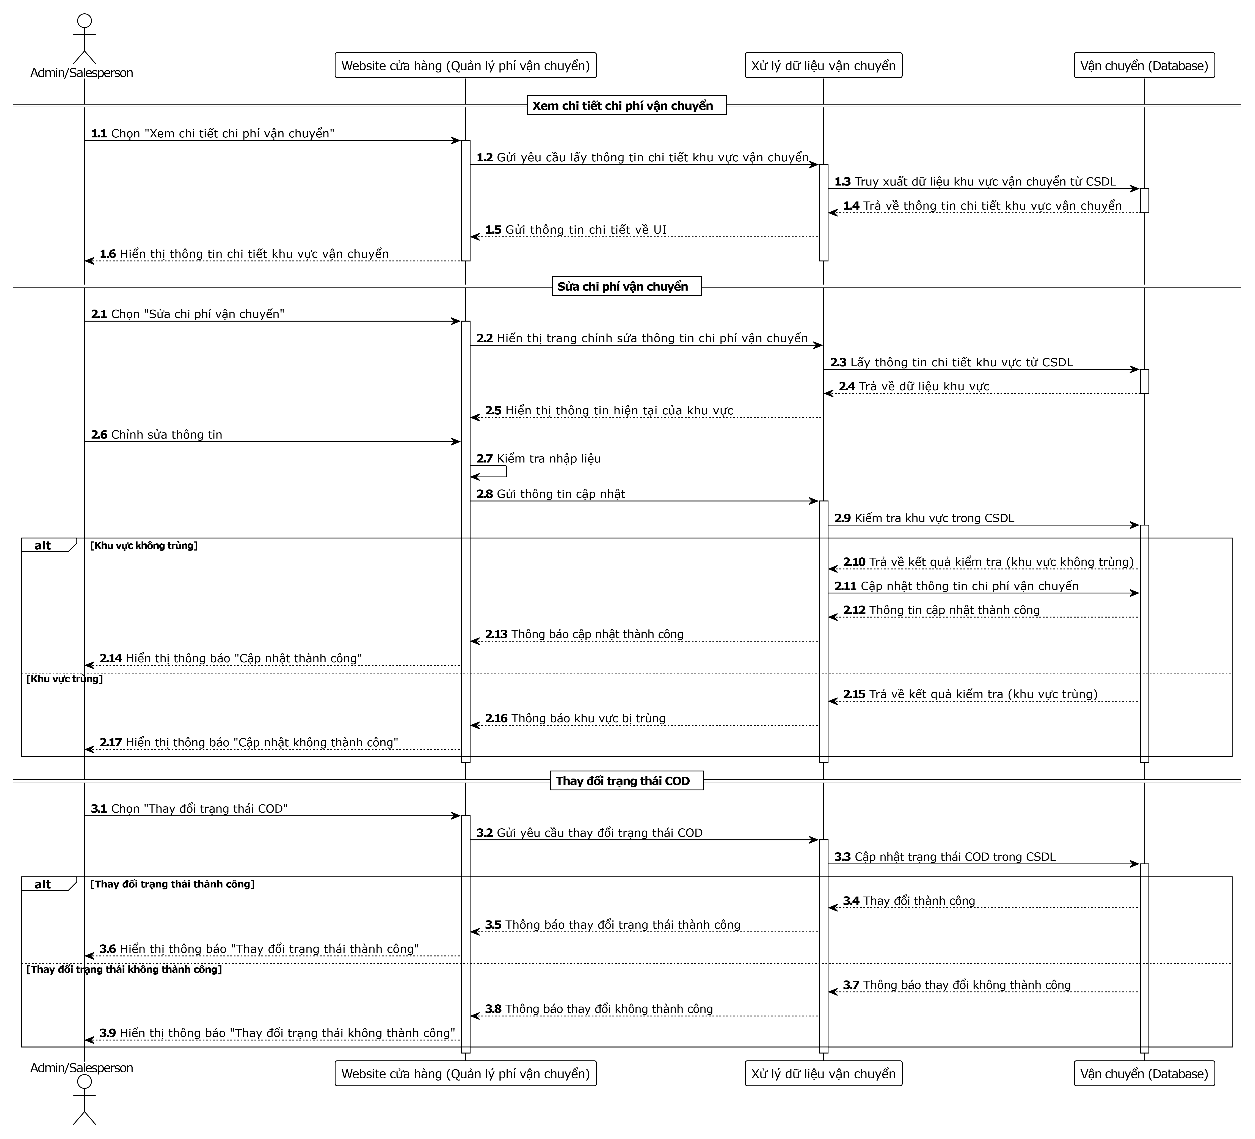 Admin/Salesperson
Website cửa hàng (Quản lý phí vận chuyển)
Xử lý dữ liệu vận chuyển
Vận chuyển (Database)
Xem chi tiết chi phí vận chuyển
1.1 Chọn "Xem chi tiết chi phí vận chuyển"
1.2 Gửi yêu cầu lấy thông tin chi tiết khu vực vận chuyển
1.3 Truy xuất dữ liệu khu vực vận chuyển từ CSDL
1.4 Trả về thông tin chi tiết khu vực vận chuyển
1.5 Gửi thông tin chi tiết về UI
1.6 Hiển thị thông tin chi tiết khu vực vận chuyển
Sửa chi phí vận chuyển
2.1 Chọn "Sửa chi phí vận chuyển"
2.2 Hiển thị trang chỉnh sửa thông tin chi phí vận chuyển
2.3 Lấy thông tin chi tiết khu vực từ CSDL
2.4 Trả về dữ liệu khu vực
2.5 Hiển thị thông tin hiện tại của khu vực
2.6 Chỉnh sửa thông tin
2.7 Kiểm tra nhập liệu
2.8 Gửi thông tin cập nhật
2.9 Kiểm tra khu vực trong CSDL
alt [Khu vực không trùng]
2.10 Trả về kết quả kiểm tra (khu vực không trùng)
2.11 Cập nhật thông tin chi phí vận chuyển
2.12 Thông tin cập nhật thành công
2.13 Thông báo cập nhật thành công
2.14 Hiển thị thông báo "Cập nhật thành công"
[Khu vực trùng]
2.15 Trả về kết quả kiểm tra (khu vực trùng)
2.16 Thông báo khu vực bị trùng
2.17 Hiển thị thông báo "Cập nhật không thành công"
Thay đổi trạng thái COD
3.1 Chọn "Thay đổi trạng thái COD"
3.2 Gửi yêu cầu thay đổi trạng thái COD
3.3 Cập nhật trạng thái COD trong CSDL
alt [Thay đổi trạng thái thành công]
3.4 Thay đổi thành công
3.5 Thông báo thay đổi trạng thái thành công
3.6 Hiển thị thông báo "Thay đổi trạng thái thành công"
[Thay đổi trạng thái không thành công]
3.7 Thông báo thay đổi không thành công
3.8 Thông báo thay đổi không thành công
3.9 Hiển thị thông báo "Thay đổi trạng thái không thành công"
Admin/Salesperson
Website cửa hàng (Quản lý phí vận chuyển)
Xử lý dữ liệu vận chuyển
Vận chuyển (Database)